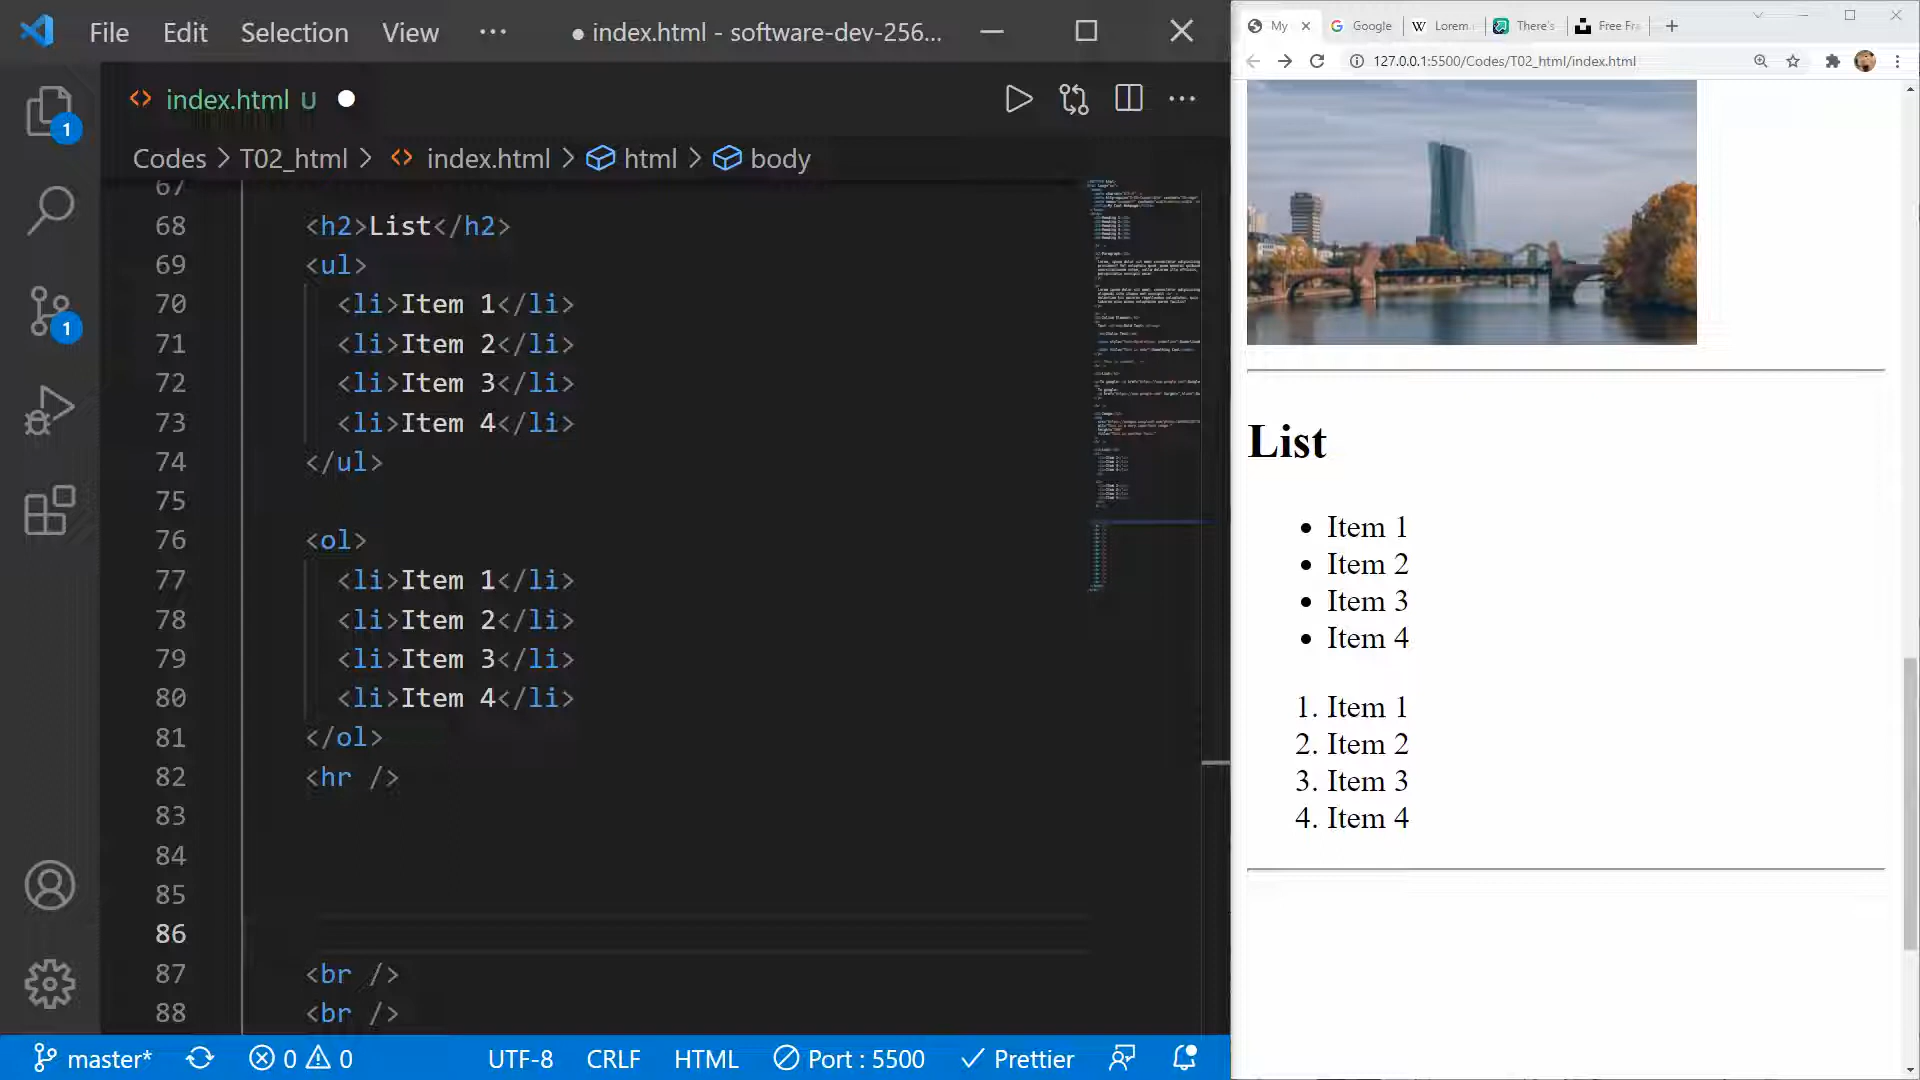 File Edit Selection View ··· ● index.html - software-dev-256...
index.html U
Codes > T02_html > index.html > html > body
1
1
67
68 <h2>List</h2>
69 <ul>
70 <li>Item 1</li>
71 <li>Item 2</li>
72 <li>Item 3</li>
73 <li>Item 4</li>
74 </ul>
75
76 <ol>
77 <li>Item 1</li>
78 <li>Item 2</li>
79 <li>Item 3</li>
80 <li>Item 4</li>
81 </ol>
82 <hr />
83
84
85
86
87 <br />
88 <br />
master* 0 0 UTF-8 CRLF HTML Port : 5500 Prettier
My Google Lorem There's Free Fr
127.0.0.1:5500/Codes/T02_html/index.html
List
• Item 1
• Item 2
• Item 3
• Item 4
1. Item 1
2. Item 2
3. Item 3
4. Item 4